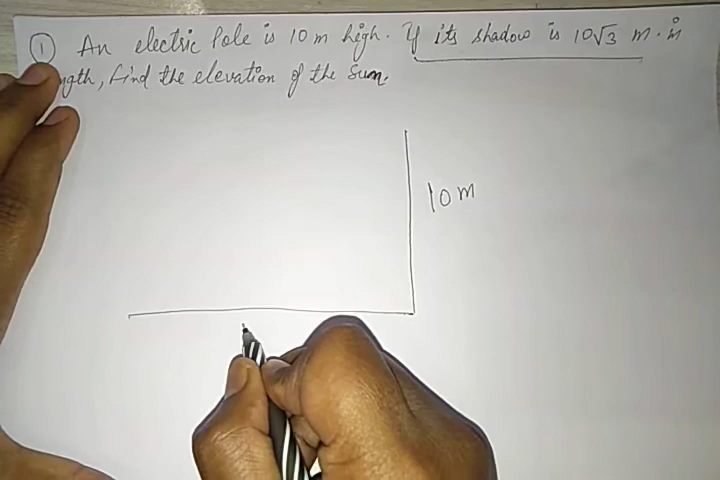 ① An electric Pole is 10 m high. If its shadow is 10√3 m. in
ngth, find the elevation of the sun.
10 m